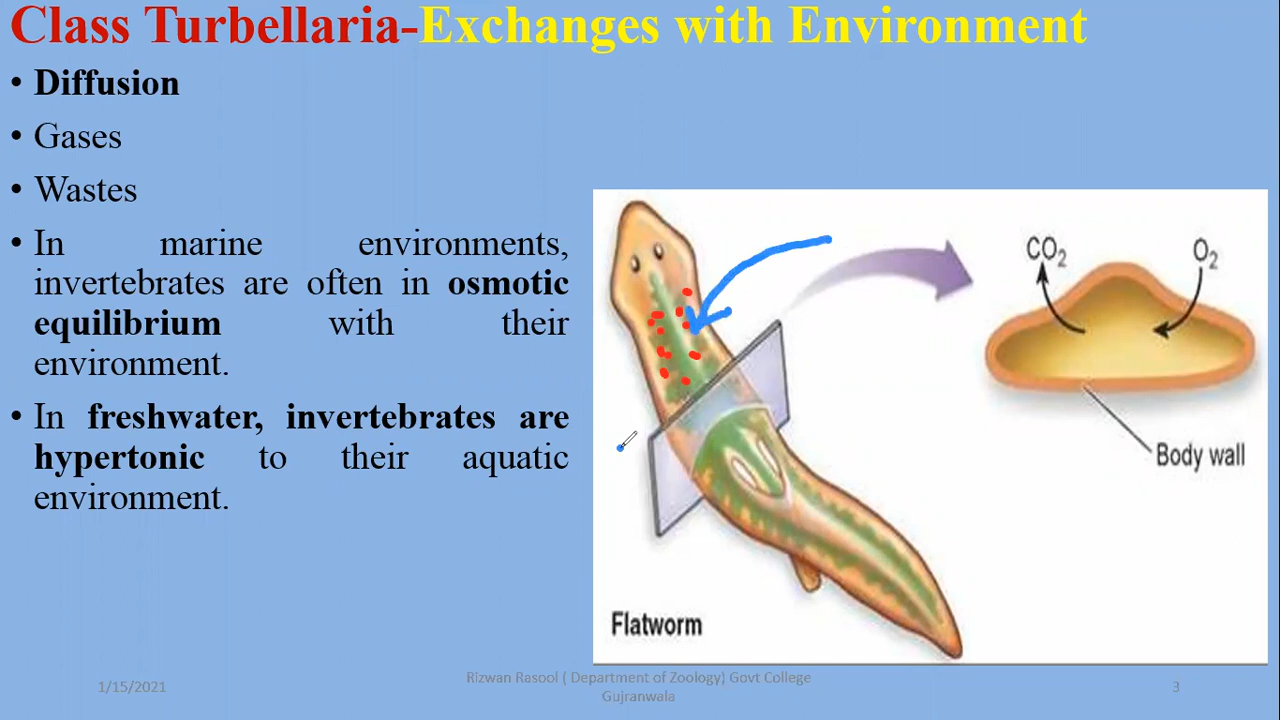 Class Turbellaria-Exchanges with Environment
• Diffusion
• Gases
• Wastes
• In marine environments,
invertebrates are often in osmotic
equilibrium with their
environment.
• In freshwater, invertebrates are
hypertonic to their aquatic
environment.
CO₂
O₂
Body wall
Flatworm
1/15/2021
Rizwan Rasool ( Department of Zoology) Govt College
Gujranwala
3